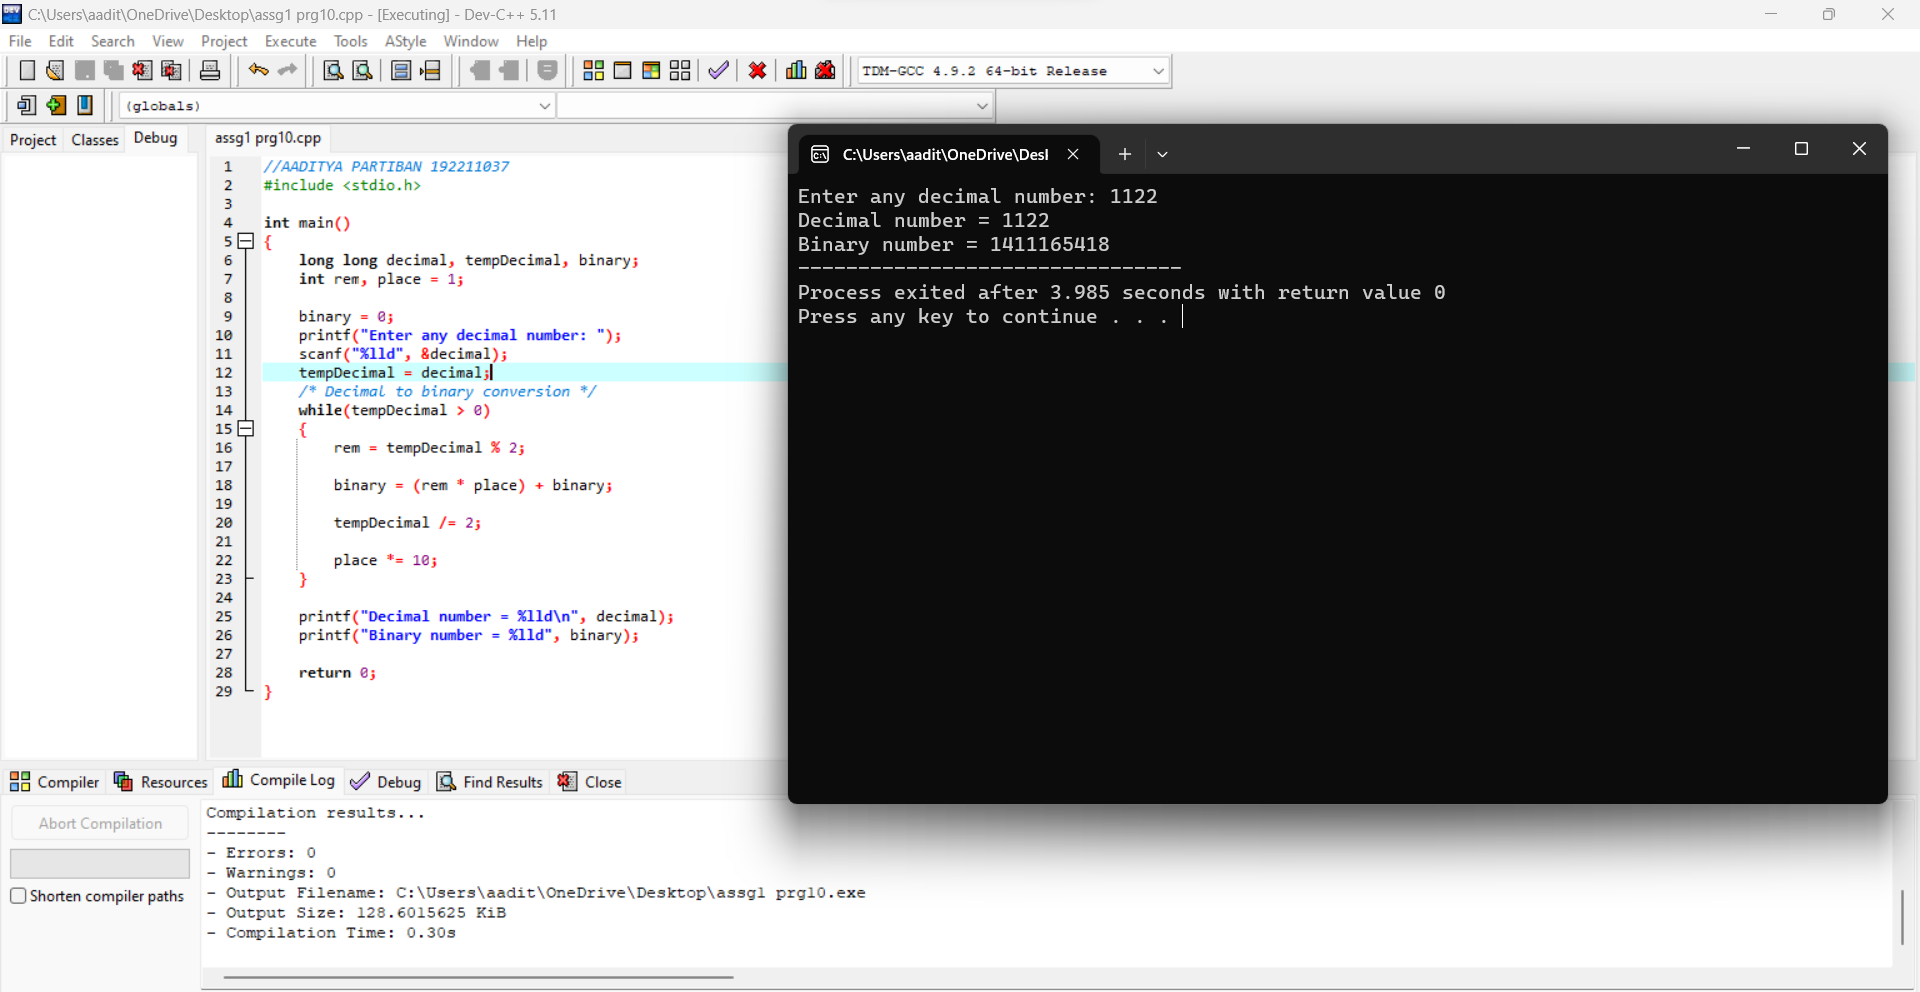 C:\Users\aadit\OneDrive\Desktop\assg1 prg10.cpp - [Executing] - Dev-C++ 5.11
File Edit Search View Project Execute Tools AStyle Window Help
TDM-GCC 4.9.2 64-bit Release
(globals)
Project Classes Debug
assg1 prg10.cpp
1 //AADITYA PARTIBAN 192211037
2 #include <stdio.h>
3
4 int main()
5 {
6 long long decimal, tempDecimal, binary;
7 int rem, place = 1;
8
9 binary = 0;
10 printf("Enter any decimal number: ");
11 scanf("%lld", &decimal);
12 tempDecimal = decimal;
13 /* Decimal to binary conversion */
14 while(tempDecimal > 0)
15 {
16 rem = tempDecimal % 2;
17
18 binary = (rem * place) + binary;
19
20 tempDecimal /= 2;
21
22 place *= 10;
23 }
24
25 printf("Decimal number = %lld\n", decimal);
26 printf("Binary number = %lld", binary);
27
28 return 0;
29 }
C:\Users\aadit\OneDrive\Desl
Enter any decimal number: 1122
Decimal number = 1122
Binary number = 1411165418
--------------------------------
Process exited after 3.985 seconds with return value 0
Press any key to continue . . .
Compiler Resources Compile Log Debug Find Results Close
Abort Compilation
Shorten compiler paths
Compilation results...
--------
- Errors: 0
- Warnings: 0
- Output Filename: C:\Users\aadit\OneDrive\Desktop\assg1 prg10.exe
- Output Size: 128.6015625 KiB
- Compilation Time: 0.30s